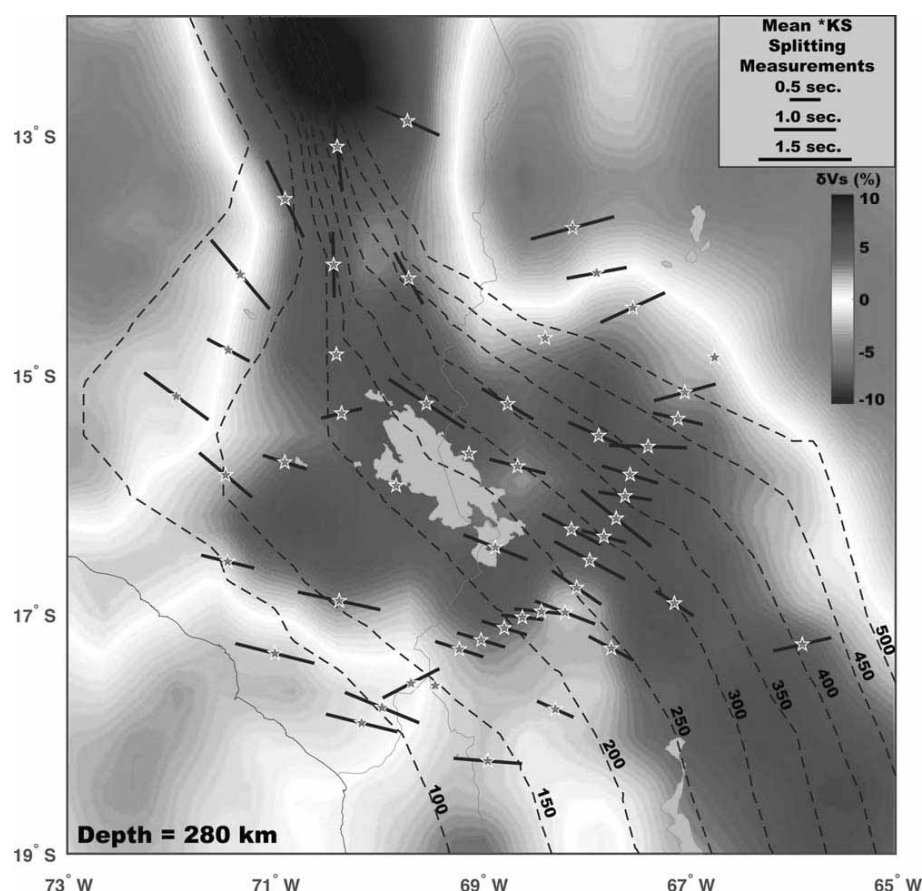 Mean *KS
Splitting
Measurements
0.5 sec.
1.0 sec.
1.5 sec.
δVs (%)
10
5
0
-5
-10
13° S
15° S
17° S
19° S
100
150
200
250
300
350
400
450
500
Depth = 280 km
73° W
71° W
69° W
67° W
65° W